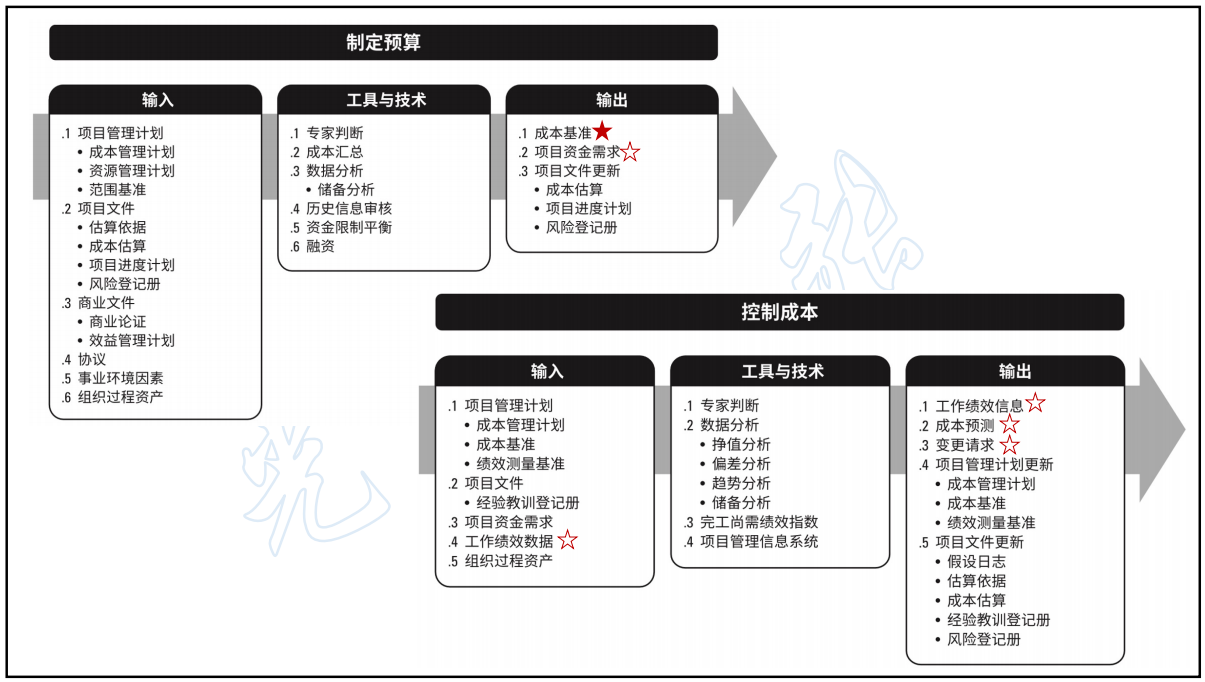 制定预算
输入
.1 项目管理计划
• 成本管理计划
• 资源管理计划
• 范围基准
.2 项目文件
• 估算依据
• 成本估算
• 项目进度计划
• 风险登记册
.3 商业文件
• 商业论证
• 效益管理计划
.4 协议
.5 事业环境因素
.6 组织过程资产
工具与技术
.1 专家判断
.2 成本汇总
.3 数据分析
• 储备分析
.4 历史信息审核
.5 资金限制平衡
.6 融资
输出
.1 成本基准★
.2 项目资金需求☆
.3 项目文件更新
• 成本估算
• 项目进度计划
• 风险登记册
控制成本
输入
.1 项目管理计划
• 成本管理计划
• 成本基准
• 绩效测量基准
.2 项目文件
• 经验教训登记册
.3 项目资金需求
.4 工作绩效数据☆
.5 组织过程资产
工具与技术
.1 专家判断
.2 数据分析
• 挣值分析
• 偏差分析
• 趋势分析
• 储备分析
.3 完工尚需绩效指数
.4 项目管理信息系统
输出
.1 工作绩效信息☆
.2 成本预测☆
.3 变更请求☆
.4 项目管理计划更新
• 成本管理计划
• 成本基准
• 绩效测量基准
.5 项目文件更新
• 假设日志
• 估算依据
• 成本估算
• 经验教训登记册
• 风险登记册